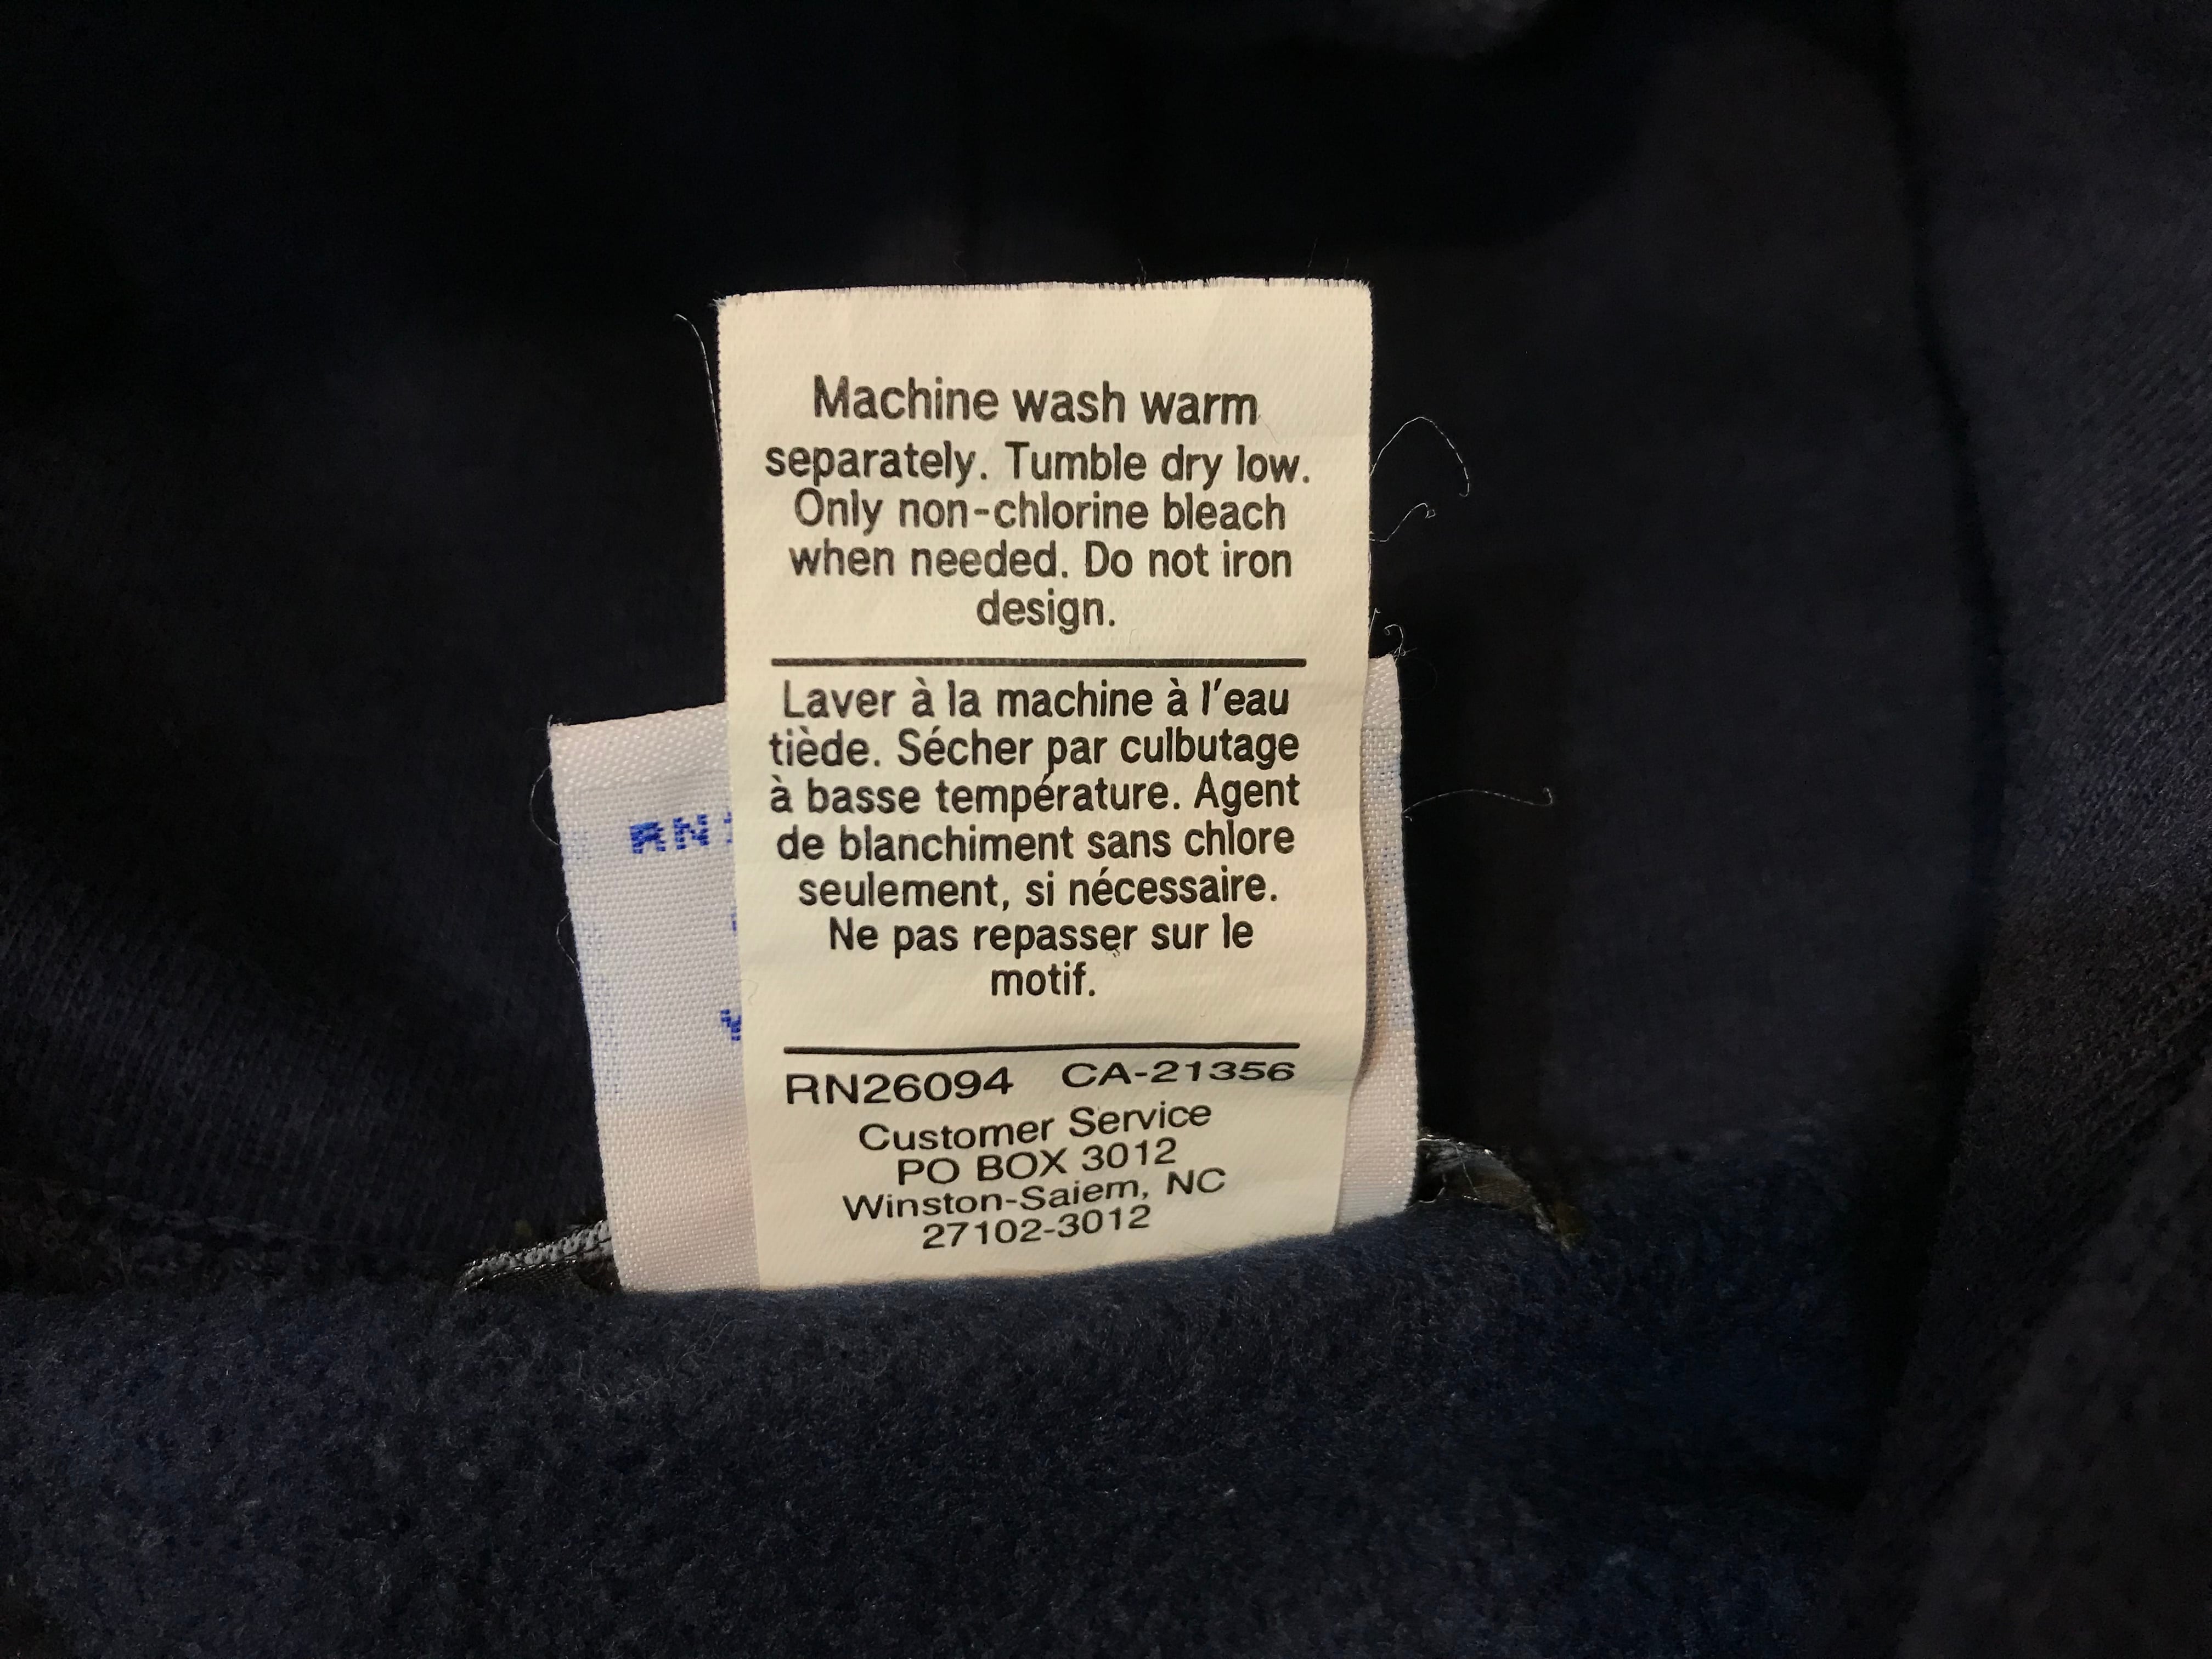 Machine wash warm
separately. Tumble dry low.
Only non-chlorine bleach
when needed. Do not iron
design.
Laver à la machine à l'eau
tiède. Sécher par culbutage
à basse température. Agent
de blanchiment sans chlore
seulement, si nécessaire.
Ne pas repasser sur le
motif.
RN26094 CA-21356
Customer Service
PO BOX 3012
Winston-Salem, NC
27102-3012
RN